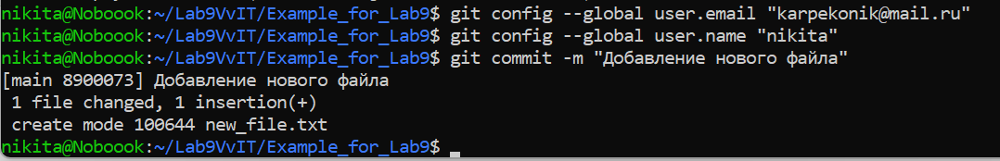 nikita@Noboook:~/Lab9VvIT/Example_for_Lab9$ git config --global user.email "karpekonik@mail.ru"
nikita@Noboook:~/Lab9VvIT/Example_for_Lab9$ git config --global user.name "nikita"
nikita@Noboook:~/Lab9VvIT/Example_for_Lab9$ git commit -m "Добавление нового файла"
[main 8900073] Добавление нового файла
 1 file changed, 1 insertion(+)
 create mode 100644 new_file.txt
nikita@Noboook:~/Lab9VvIT/Example_for_Lab9$